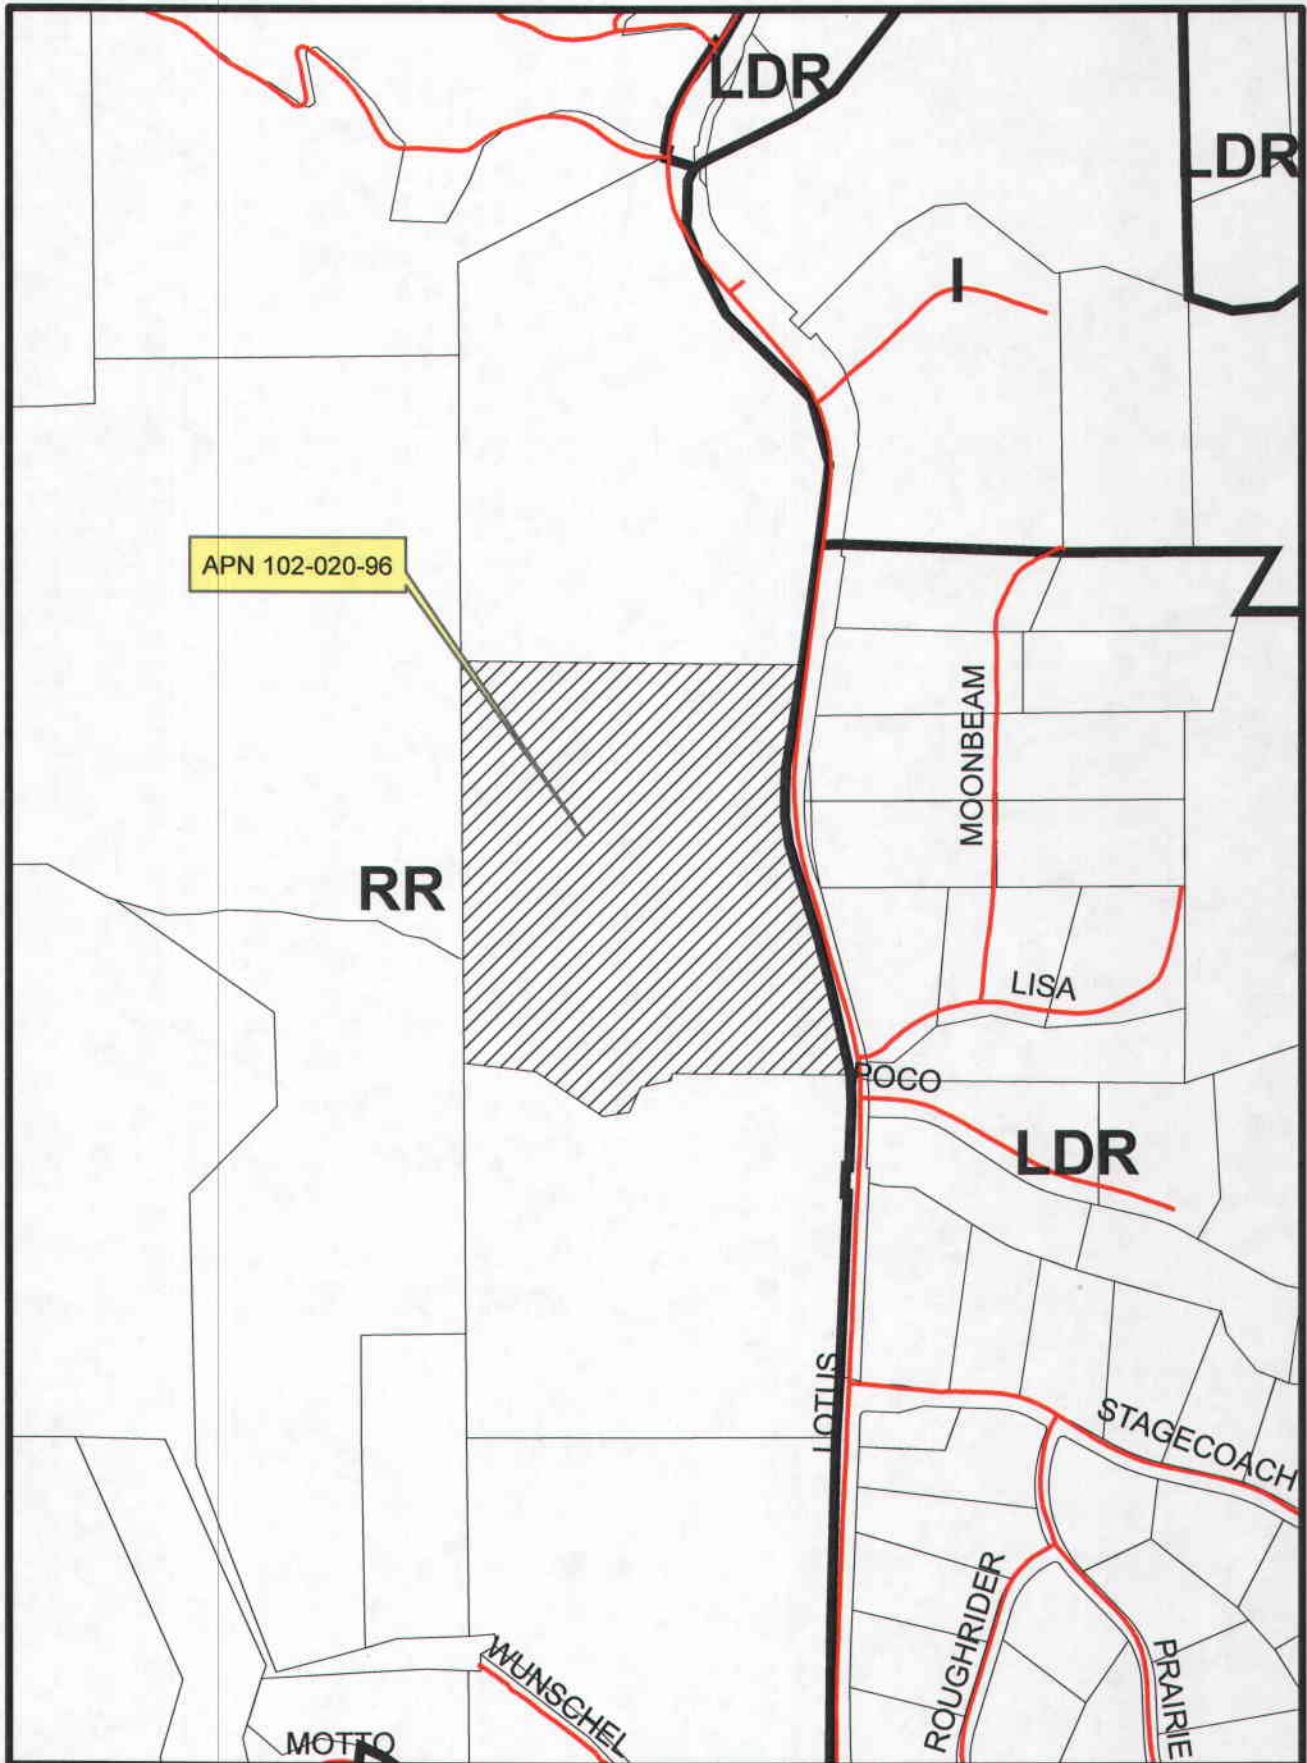 LDR
LDR
I
APN 102-020-96
MOONBEAM
RR
LISA
POCO
LDR
LOTUS
STAGECOACH
ROUGHRIDER
PRAIRIE
WUNSCHEL
MOTTO